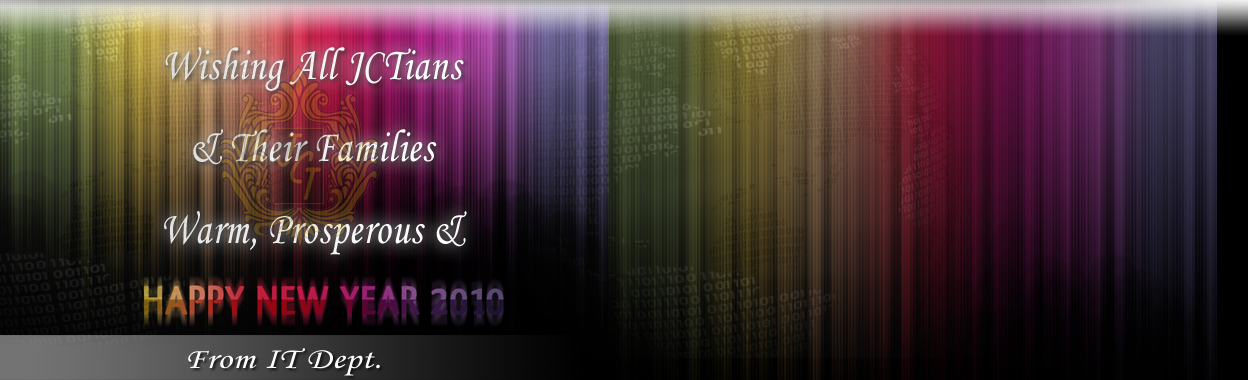 Wishing All JCTians
& Their Families
Warm, Prosperous &
HAPPY NEW YEAR 2010
From IT Dept.